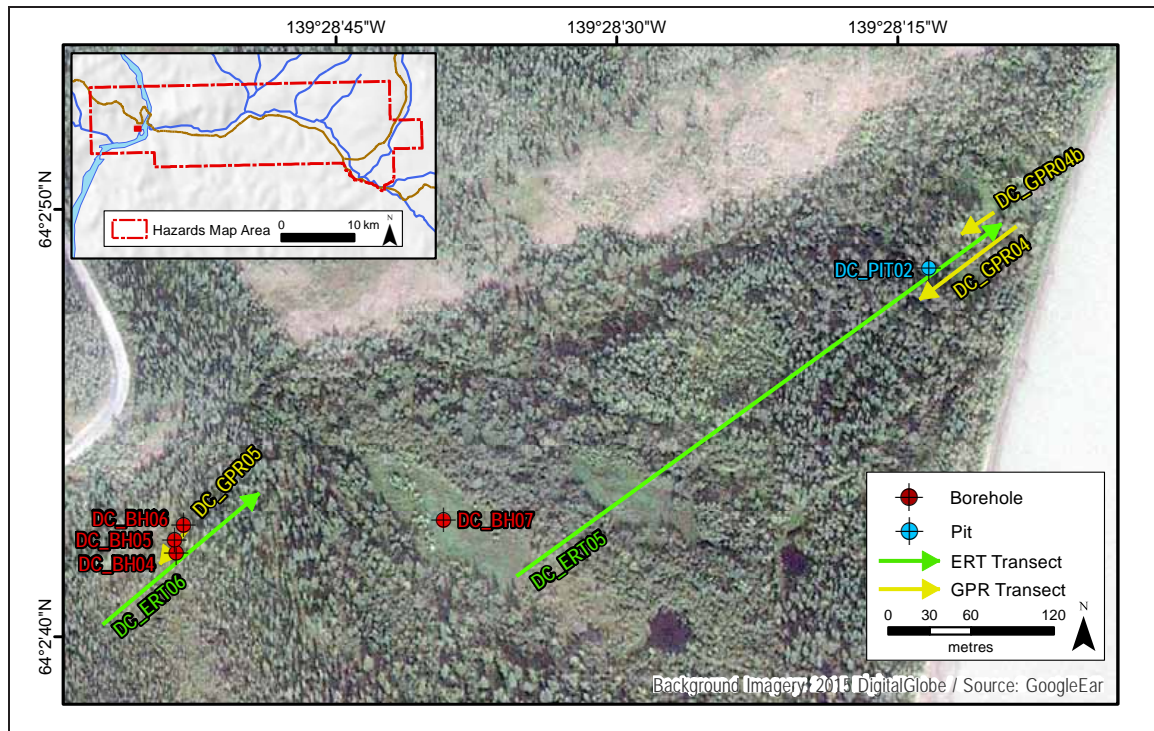 139°28'45"W
139°28'30"W
139°28'15"W
64°2'50"N
64°2'40"N
Hazards Map Area
0 10 km
N
DC_GPR04b
DC_PIT02
DC_GPR04
DC_GPR05
DC_BH06
DC_BH05
DC_BH04
DC_BH07
DC_ERT06
DC_ERT05
Borehole
Pit
ERT Transect
GPR Transect
0 30 60 120
metres
N
Background Imagery 2015 DigitalGlobe / Source: GoogleEar